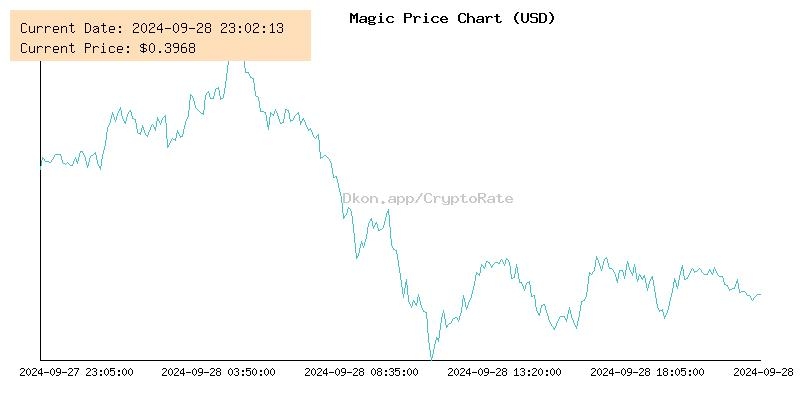 Magic Price Chart (USD)
Current Date: 2024-09-28 23:02:13
Current Price: $0.3968
Dkon.app/CryptoRate
2024-09-27 23:05:00 2024-09-28 03:50:00 2024-09-28 08:35:00 2024-09-28 13:20:00 2024-09-28 18:05:00 2024-09-28